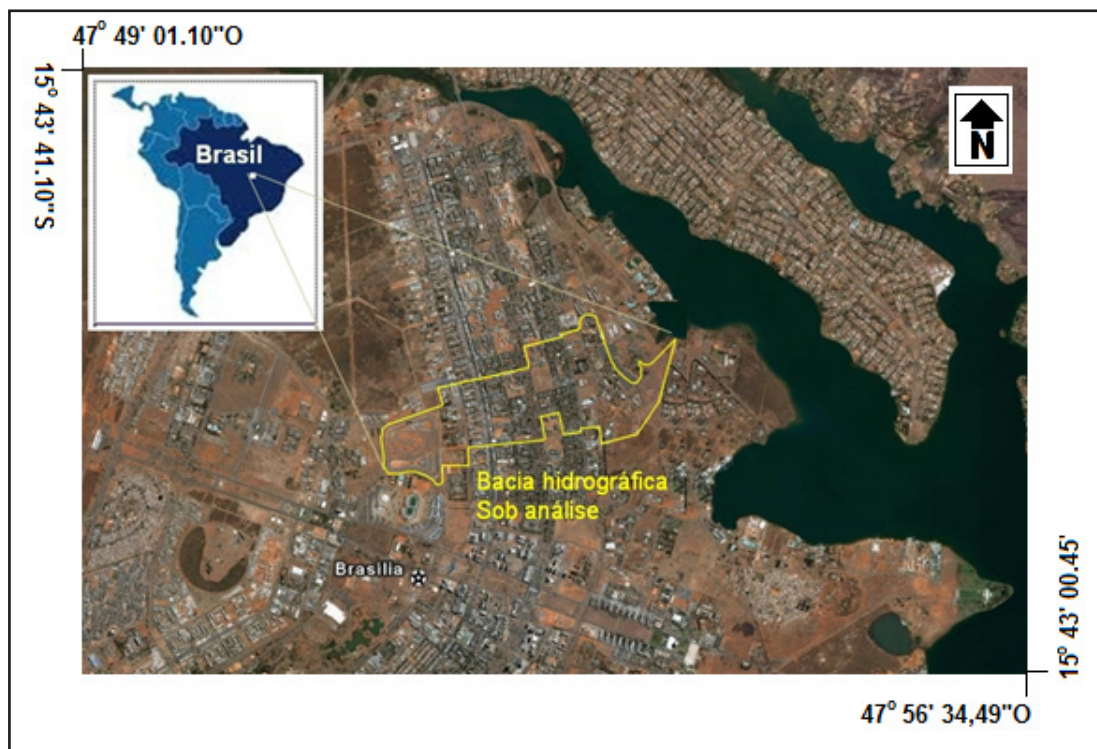 47° 49' 01.10"O
15° 43' 41.10"S
Brasil
N
Bacia hidrográfica
Sob análise
Brasília
15° 43' 00.45'
47° 56' 34,49"O